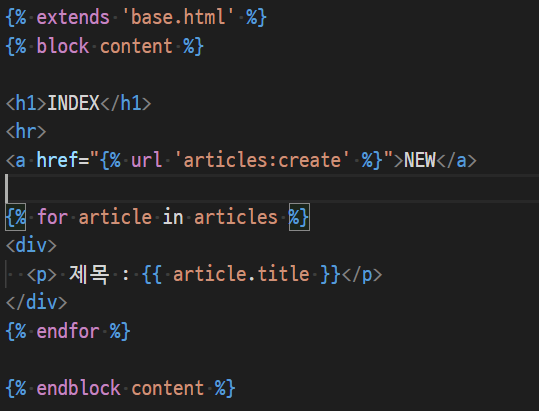 {% extends 'base.html' %}
{% block content %}
<h1>INDEX</h1>
<hr>
<a href="{% url 'articles:create' %}">NEW</a>
{% for article in articles %}
<div>
<p> 제목 : {{ article.title }}</p>
</div>
{% endfor %}
{% endblock content %}